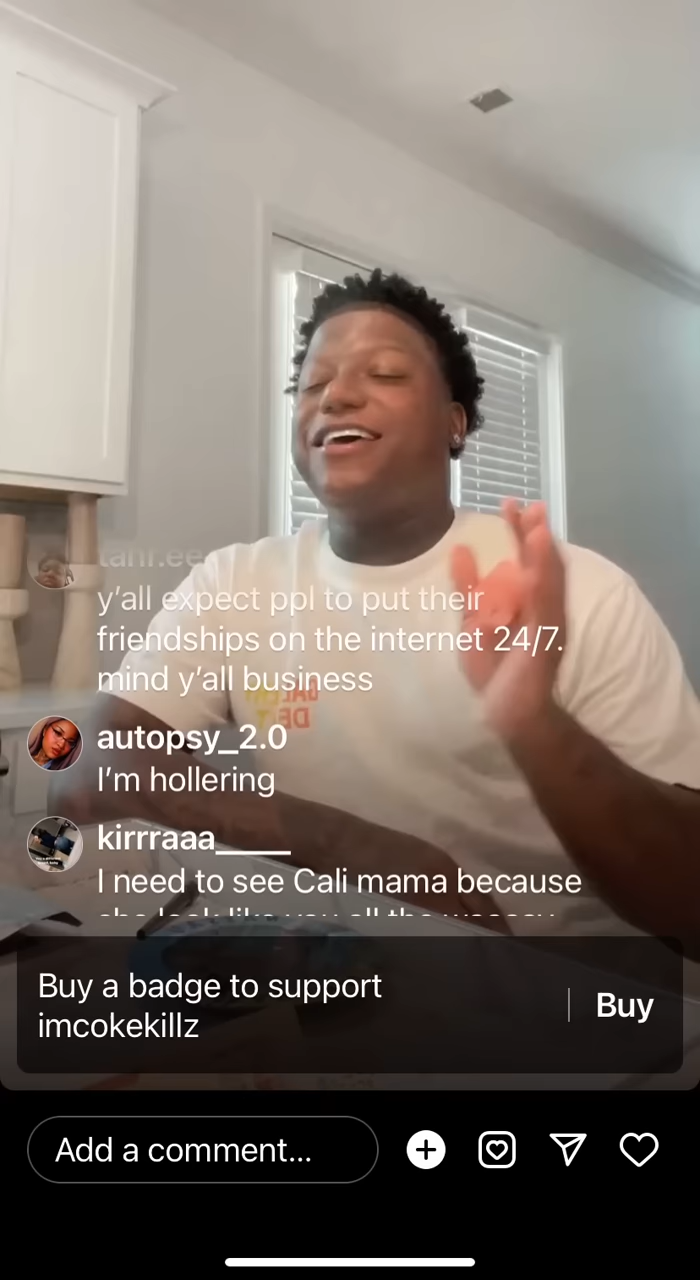 y’all expect ppl to put their
friendships on the internet 24/7.
mind y’all business
autopsy_2.0
I’m hollering
kirrraaa_____
I need to see Cali mama because
Buy a badge to support
imcokekillz
Buy
Add a comment...